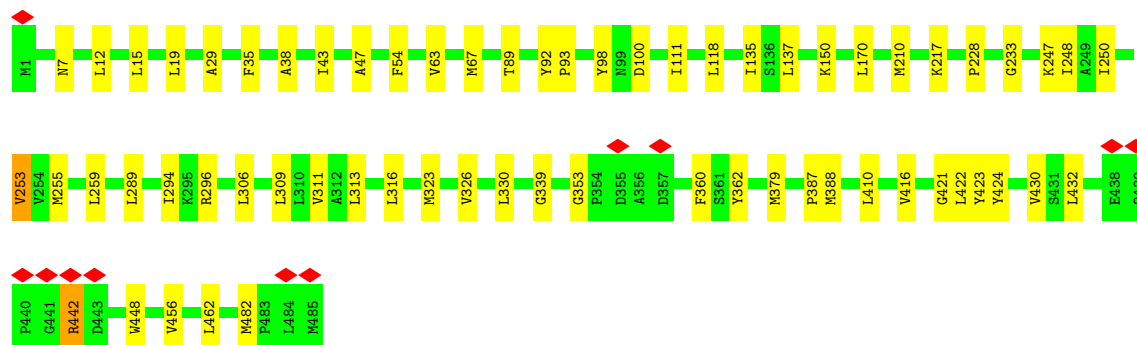 M1 N7 L12 L15 L19 A29 F35 A38 I43 A47 F54 V63 M67 T89 Y92 P93 Y98 N99 D100 I111 L118 I135 S136 L137 K150 L170 M210 K217 P228 G233 K247 I248 A249 I250
V253 V254 M255 L259 L289 I294 K295 R296 L306 L309 L310 V311 A312 L313 L316 M323 V326 L330 G339 G353 P354 D355 A356 D357 F360 S361 Y362 M379 P387 M388 L410 V416 G421 L422 Y423 Y424 V430 S431 L432 E438
P440 G441 R442 D443 W448 V456 L462 M482 P483 L484 M485